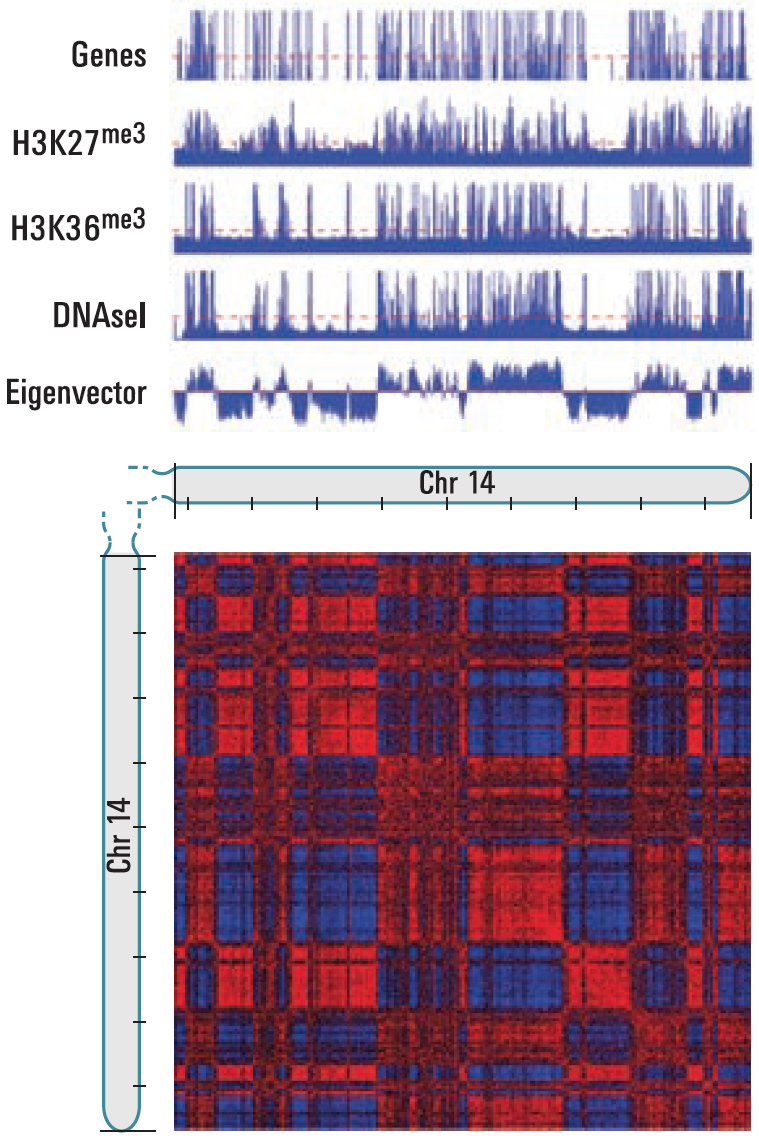 Genes
H3K27me3
H3K36me3
DNAseI
Eigenvector
Chr 14
Chr 14